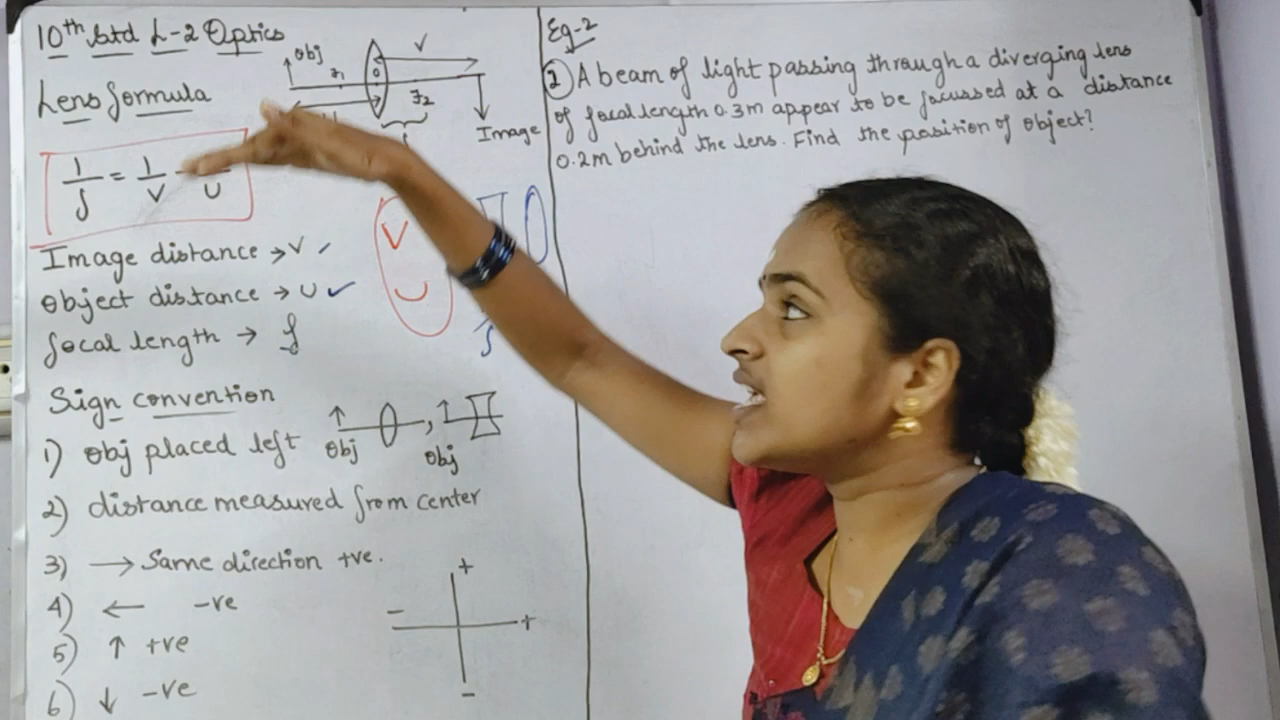 10th Std L-2 Optics
Lens formula
obj
V
F2
Image
1/f = 1/v - 1/u
V
U
f
Image distance → V ✓
Object distance → U ✓
focal length → f
Sign convention
1) Obj placed left
Obj , Obj
2) distance measured from center
3) → Same direction +ve.
4) ← -ve
5) ↑ +ve
6) ↓ -ve
+
- +
-
Eg-2
2) A beam of light passing through a diverging lens
of focal length 0.3m appear to be focussed at a distance
0.2m behind the lens. Find the position of object?